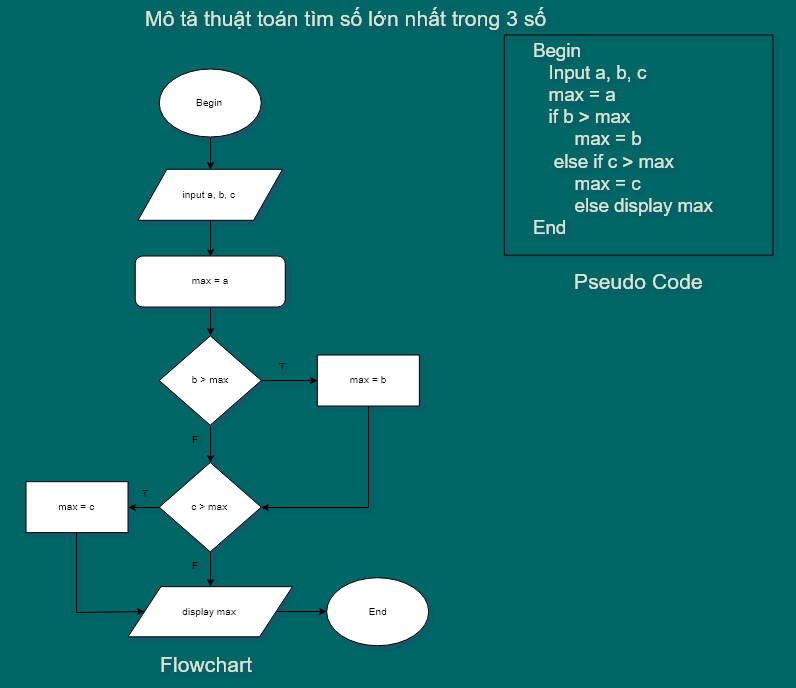 Mô tả thuật toán tìm số lớn nhất trong 3 số
Begin
Input a, b, c
max = a
if b > max
max = b
else if c > max
max = c
else display max
End
Pseudo Code
Begin
input a, b, c
max = a
b > max
T
max = b
F
max = c
T
c > max
F
display max
End
Flowchart